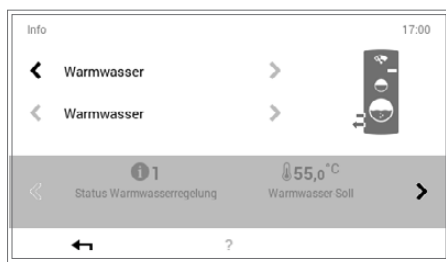 Info 17:00
Warmwasser
Warmwasser
1 55,0°C
Status Warmwasserregelung Warmwasser Soll
?